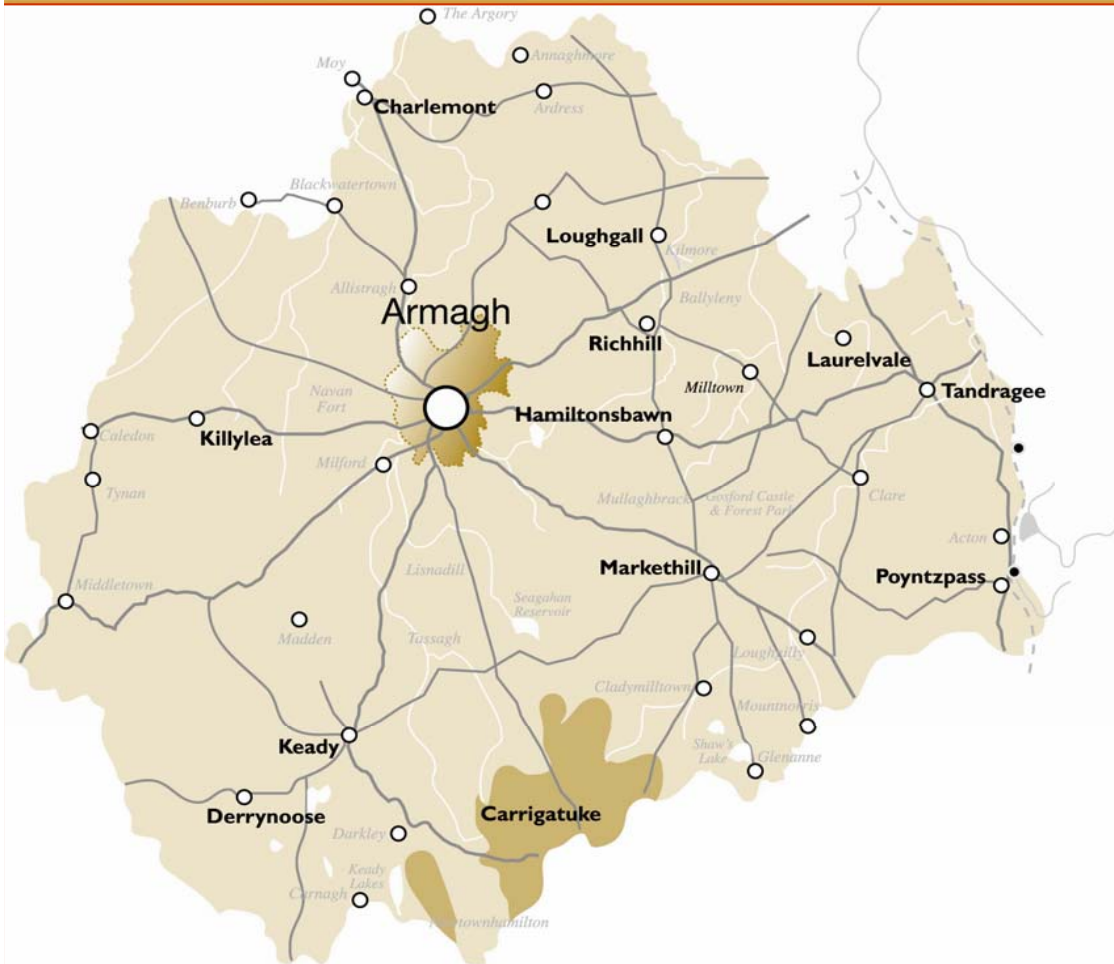 The Argory
Annaghmore
Moy
Charlemont
Ardress
Blackwatertown
Benburb
Loughgall
Kilmore
Allistragh
Ballyleny
Armagh
Richhill
Laurelvale
Milltown
Tandragee
Navan
Fort
Hamiltonsbawn
Killylea
Caledon
Milford
Tynan
Mullaghbrack
Gosford Castle
& Forest Park
Clare
Acton
Lisnadill
Markethill
Poyntzpass
Middletown
Seagahan
Reservoir
Madden
Tassagh
Loughgilly
Cladymilltown
Mountnorris
Keady
Shaw's
Lake
Glenanne
Derrynoose
Carrigatuke
Darkley
Keady
Lakes
Carnagh